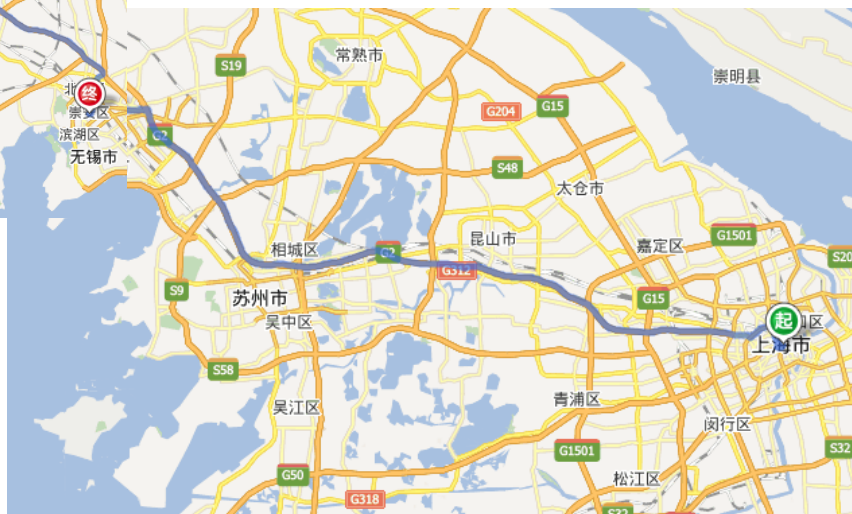 常熟市
S19
崇明县
终
北
G204
G15
崇安区
滨湖区
G2
无锡市
S48
太仓市
昆山市
G1501
嘉定区
相城区
G2
S20
G312
S9
苏州市
G15
吴中区
起
口区
上海市
S58
青浦区
吴江区
闵行区
G1501
S32
G50
松江区
G318
S32